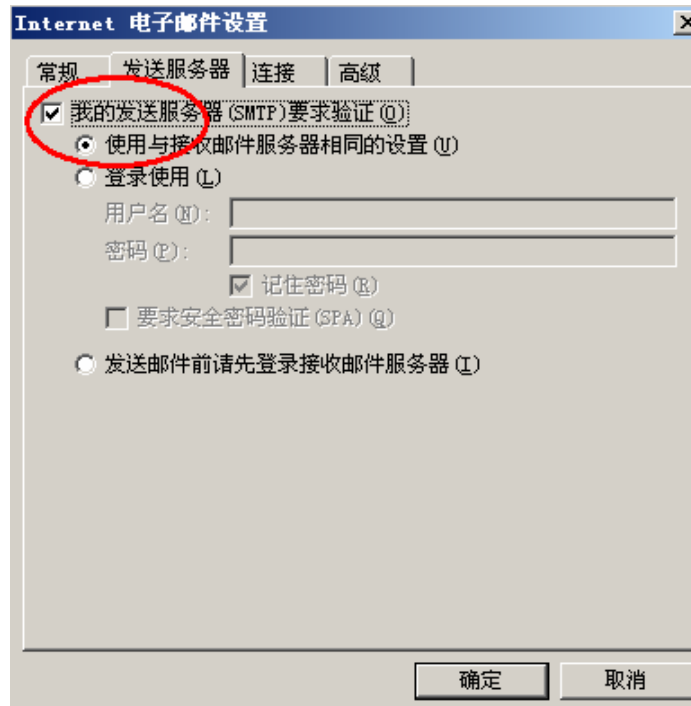 Internet 电子邮件设置
常规 发送服务器 连接 高级
我的发送服务器(SMTP)要求验证(O)
使用与接收邮件服务器相同的设置(U)
登录使用(L)
用户名(N):
密码(P):
记住密码(R)
要求安全密码验证(SPA)(Q)
发送邮件前请先登录接收邮件服务器(I)
确定 取消